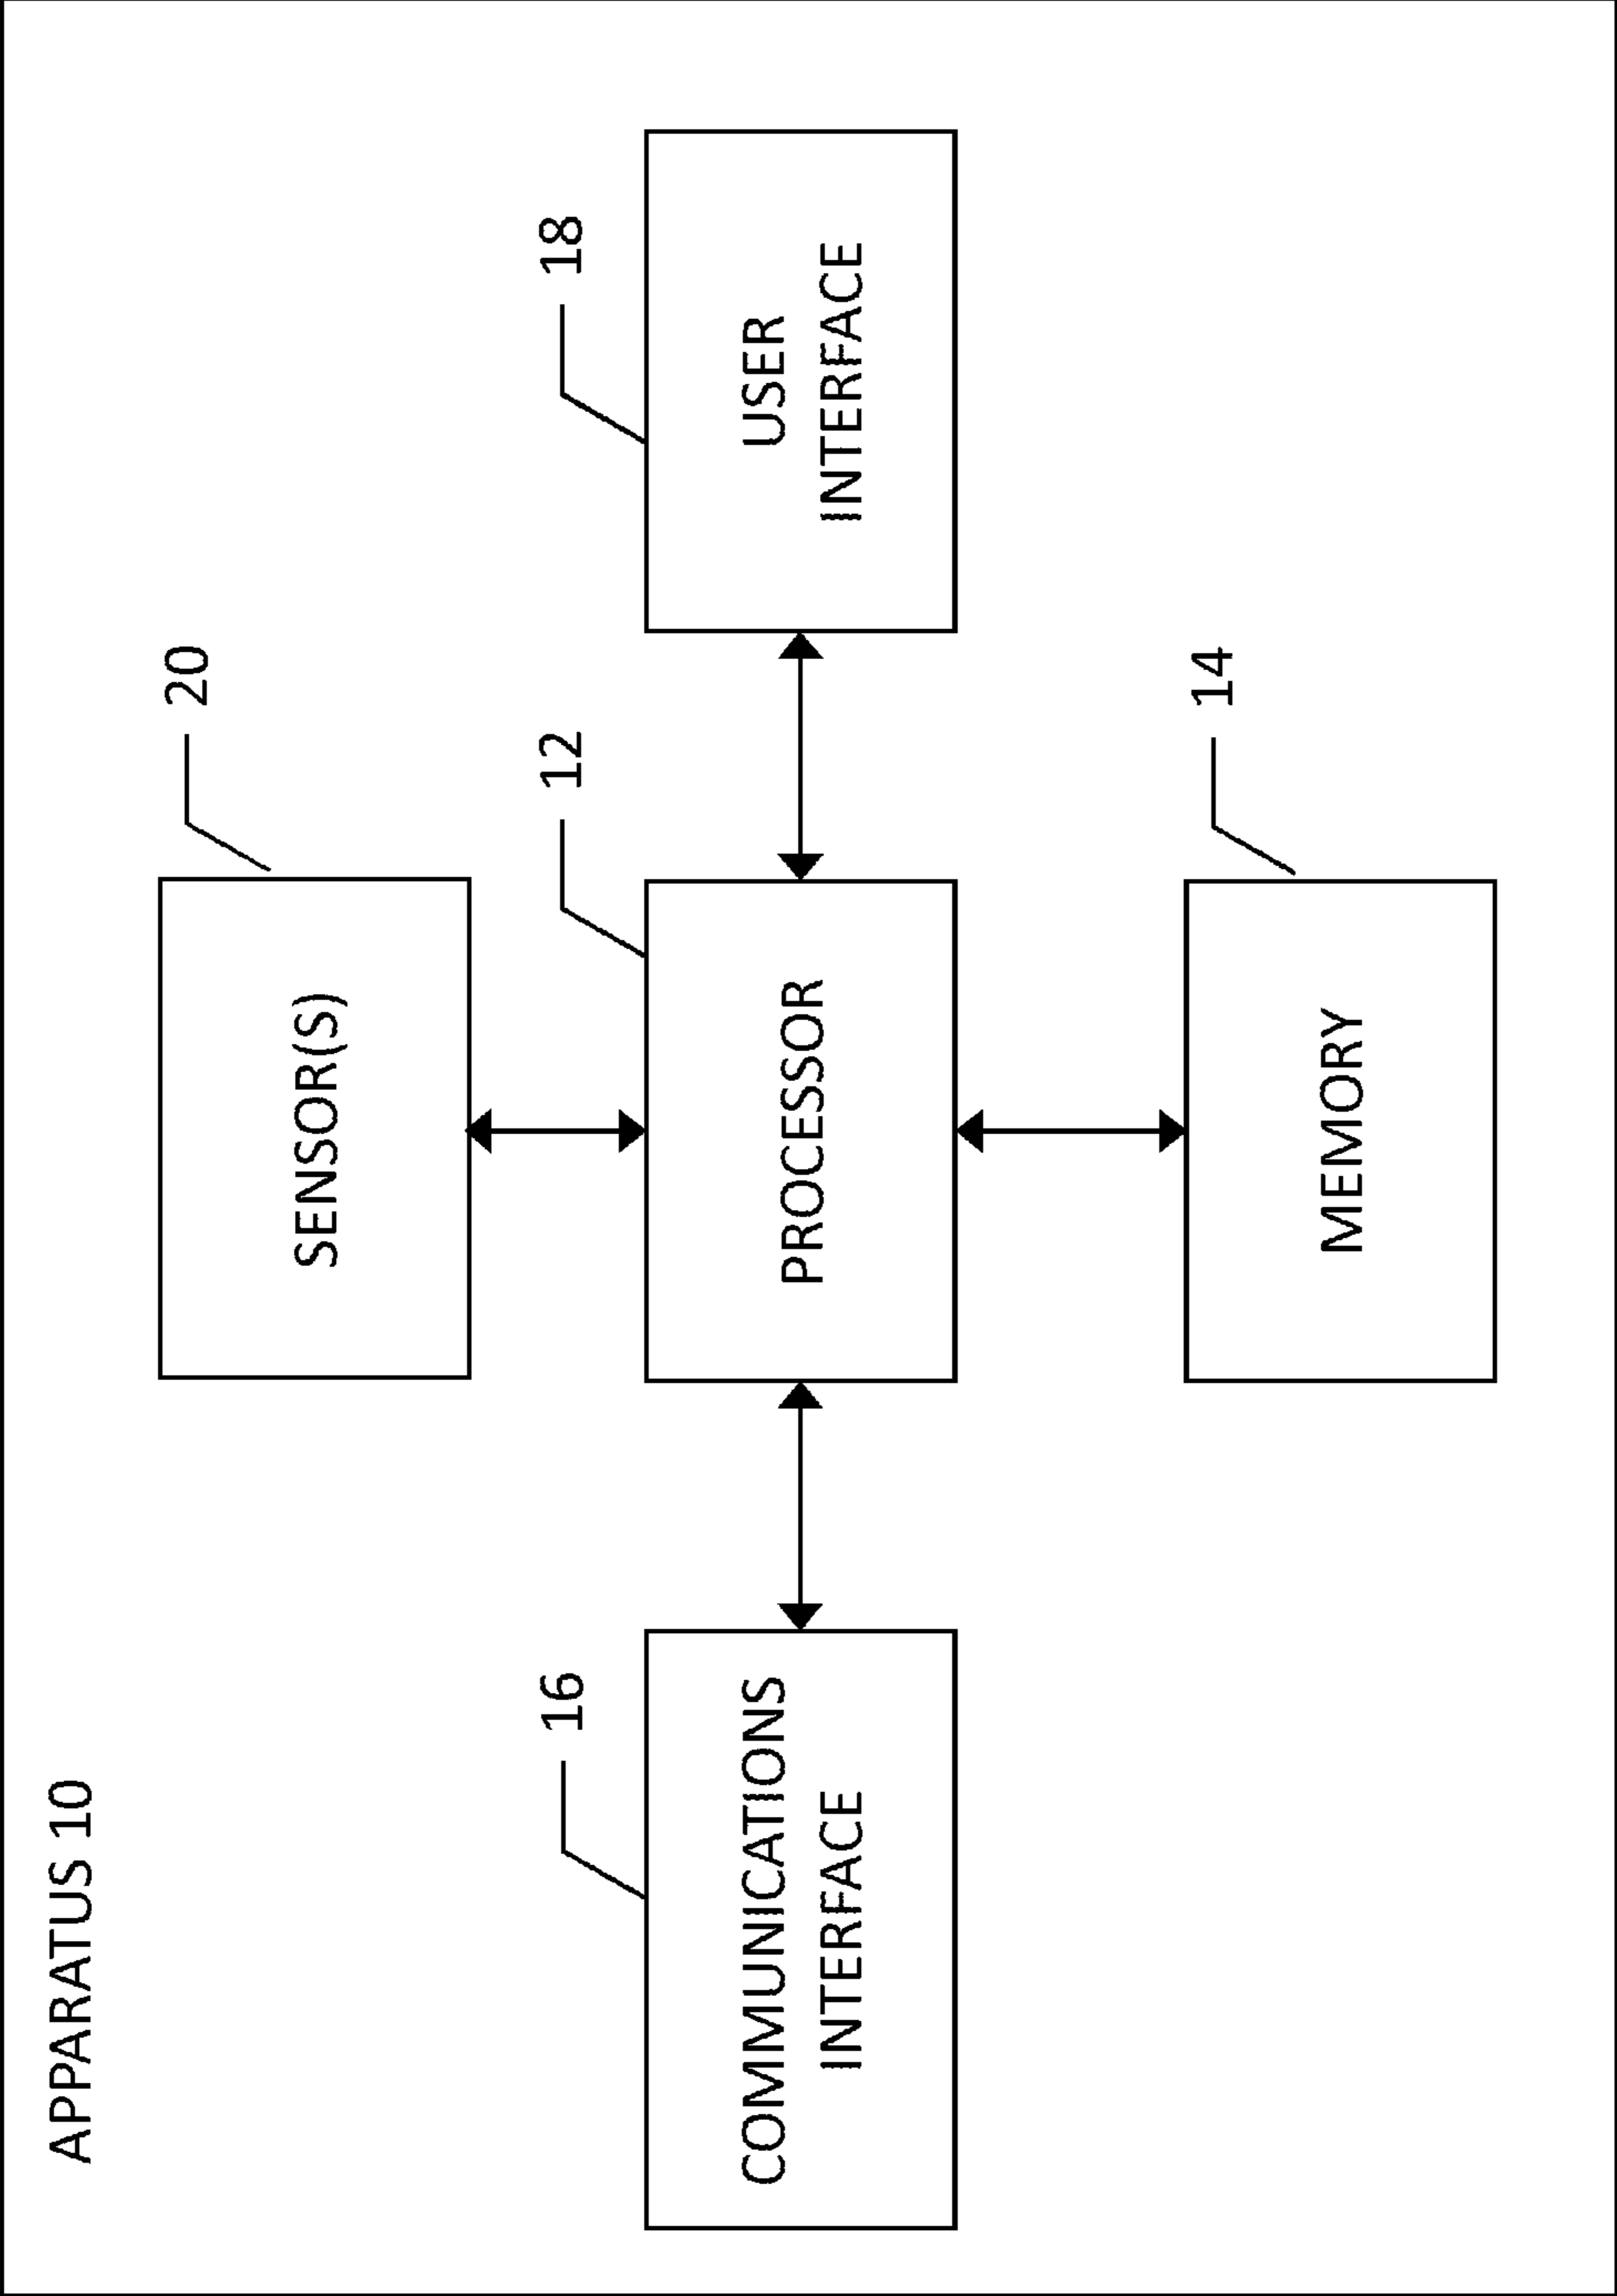 APPARATUS 10
20
SENSOR(S)
16
12
18
COMMUNICATIONS
INTERFACE
PROCESSOR
USER
INTERFACE
14
MEMORY